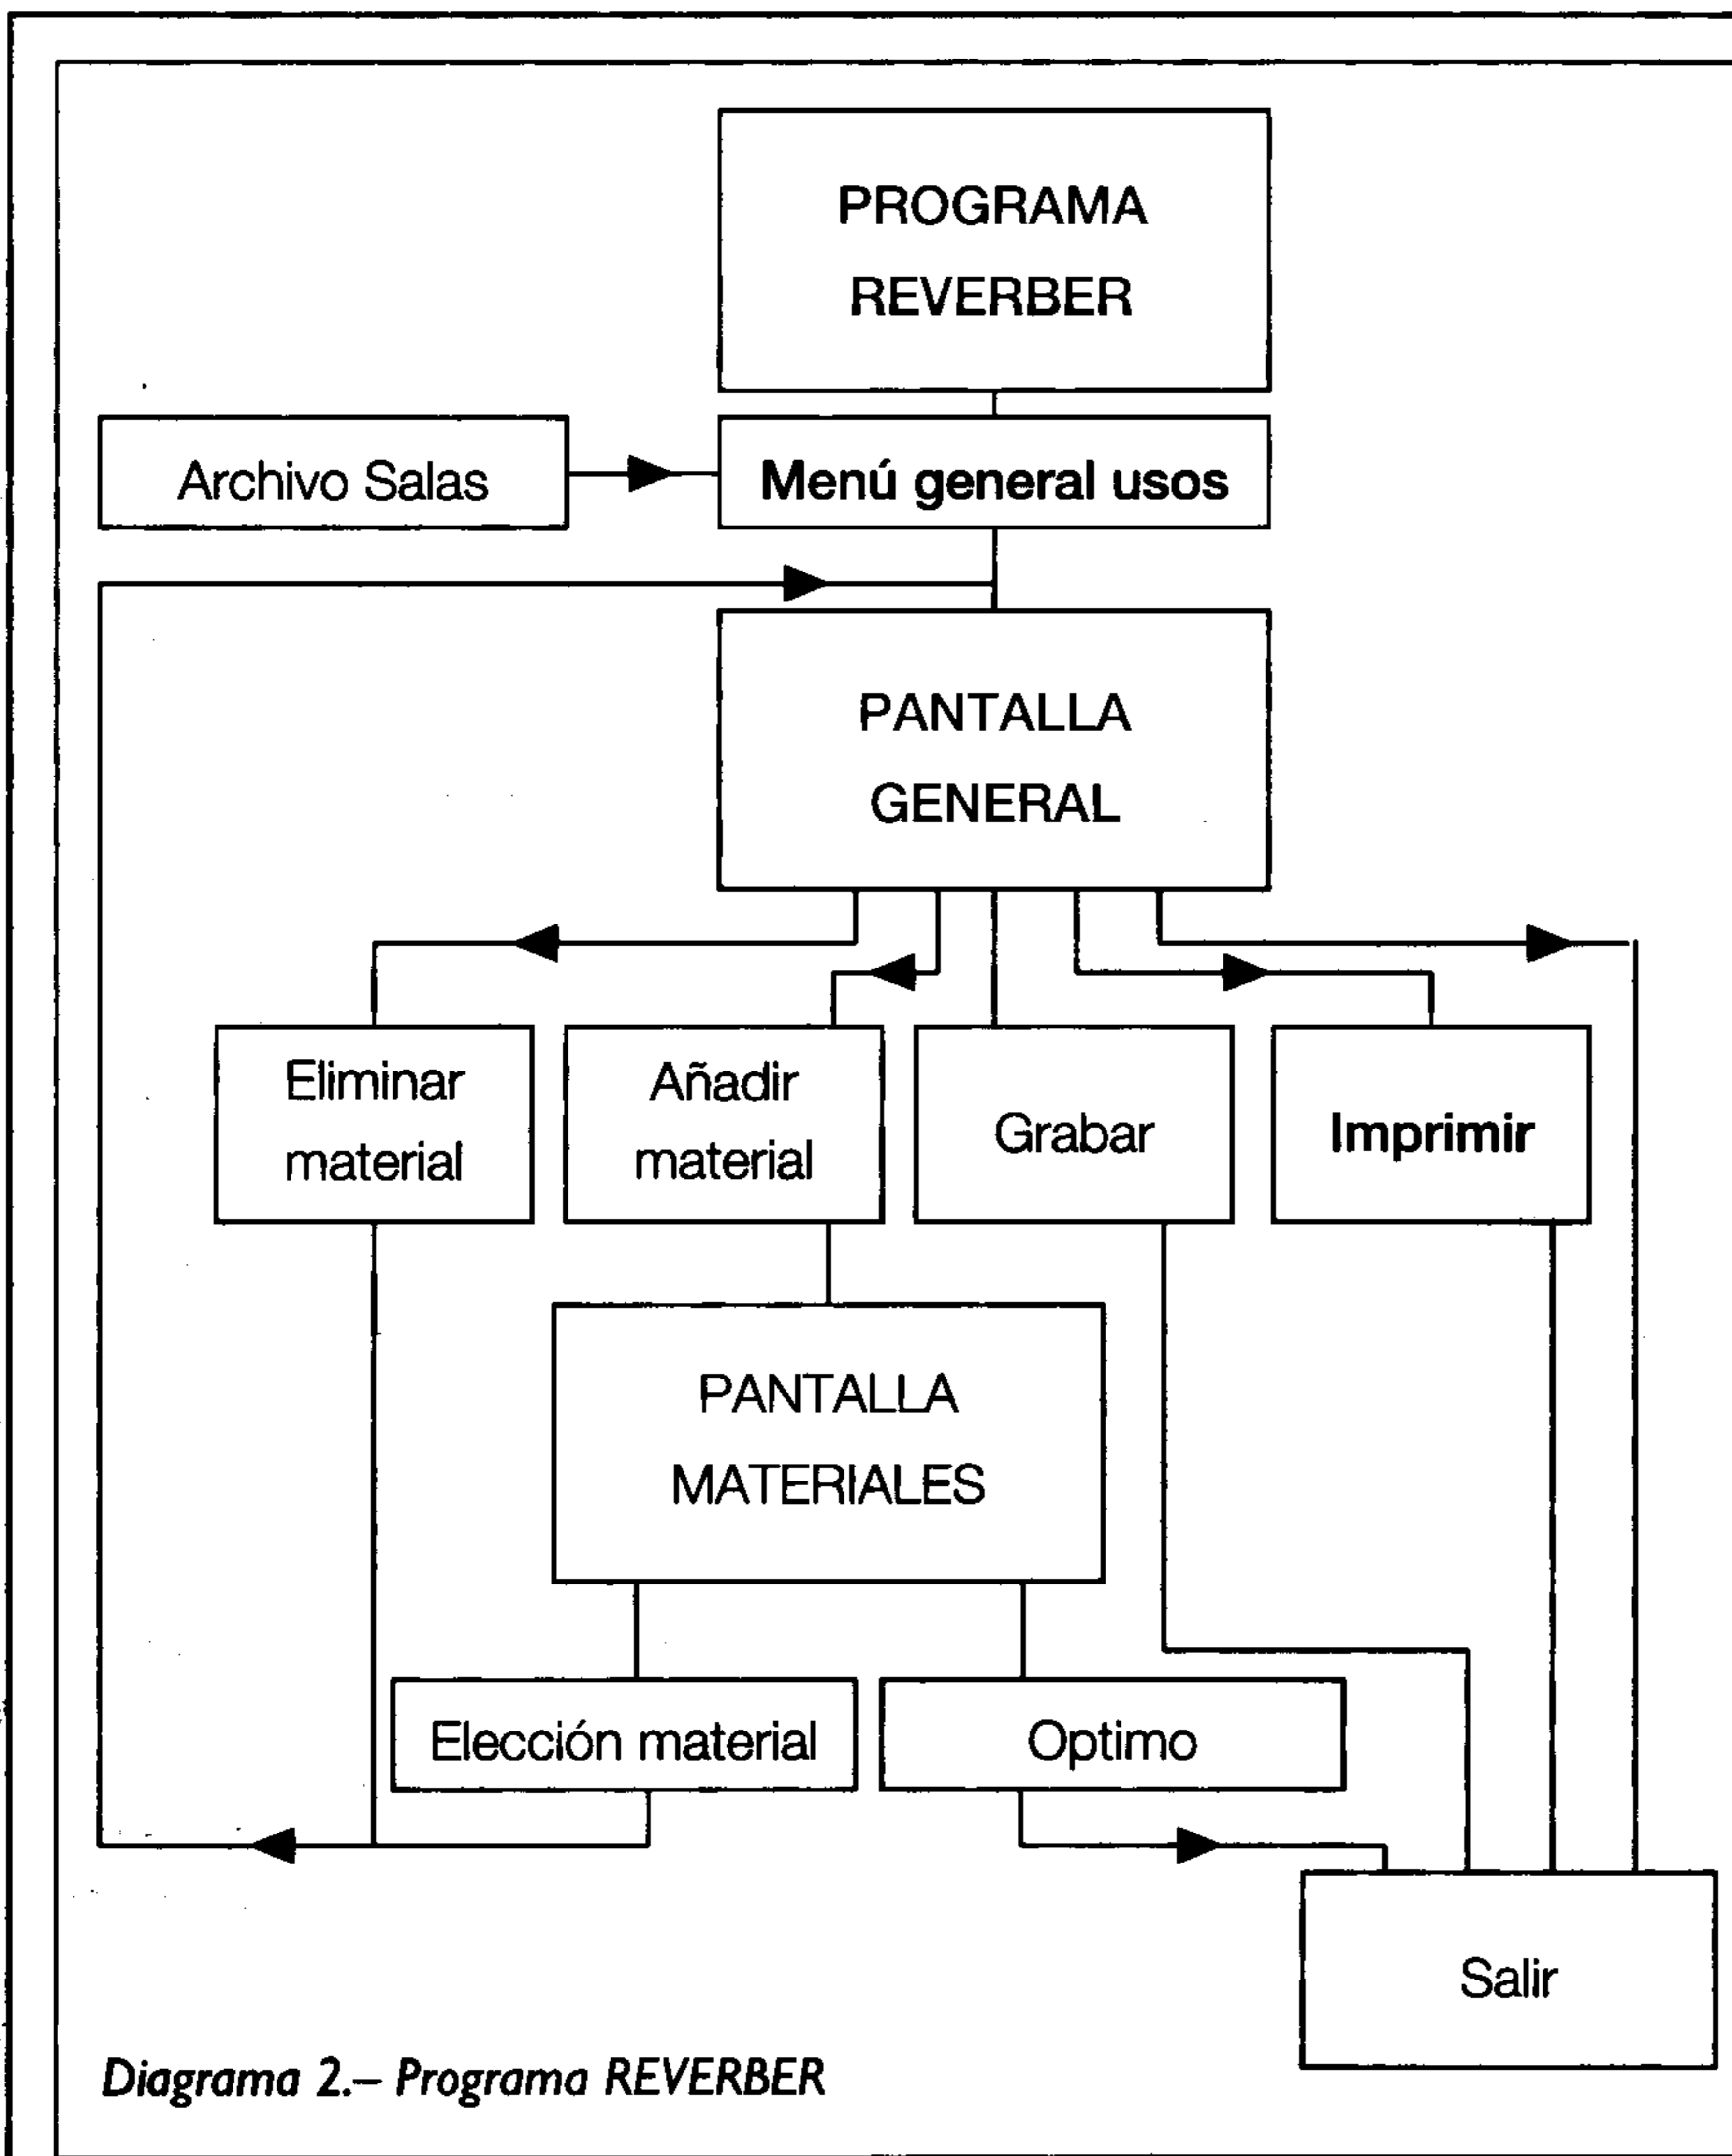 PROGRAMA
REVERBER
Archivo Salas
Menú general usos
PANTALLA
GENERAL
Eliminar
material
Añadir
material
Grabar
Imprimir
PANTALLA
MATERIALES
Elección material
Optimo
Salir
Diagrama 2.– Programa REVERBER